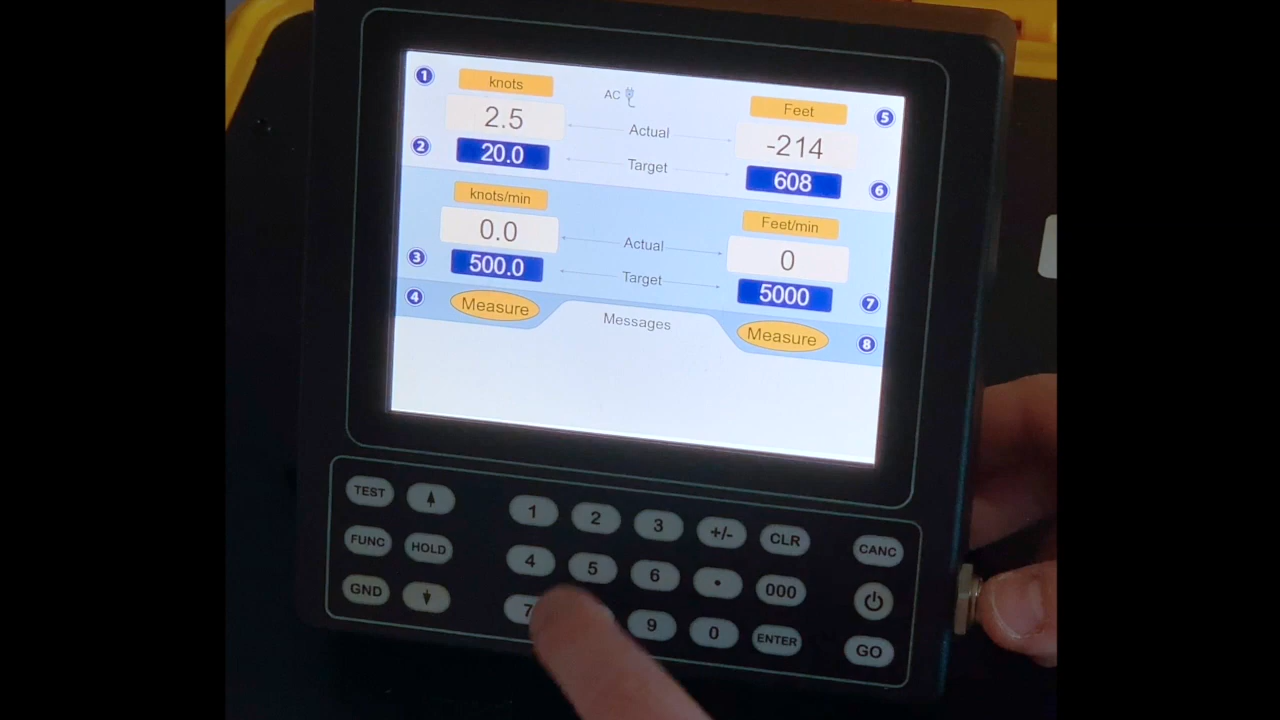 1 knots AC Feet 5
2.5 Actual -214
2 20.0 Target 608 6
knots/min Feet/min
0.0 Actual 0
3 500.0 Target 5000 7
4 Measure Messages Measure 8
TEST 1 2 3 +/- CLR CANC
FUNC HOLD 4 5 6 • 000
GND 7 9 0 ENTER GO